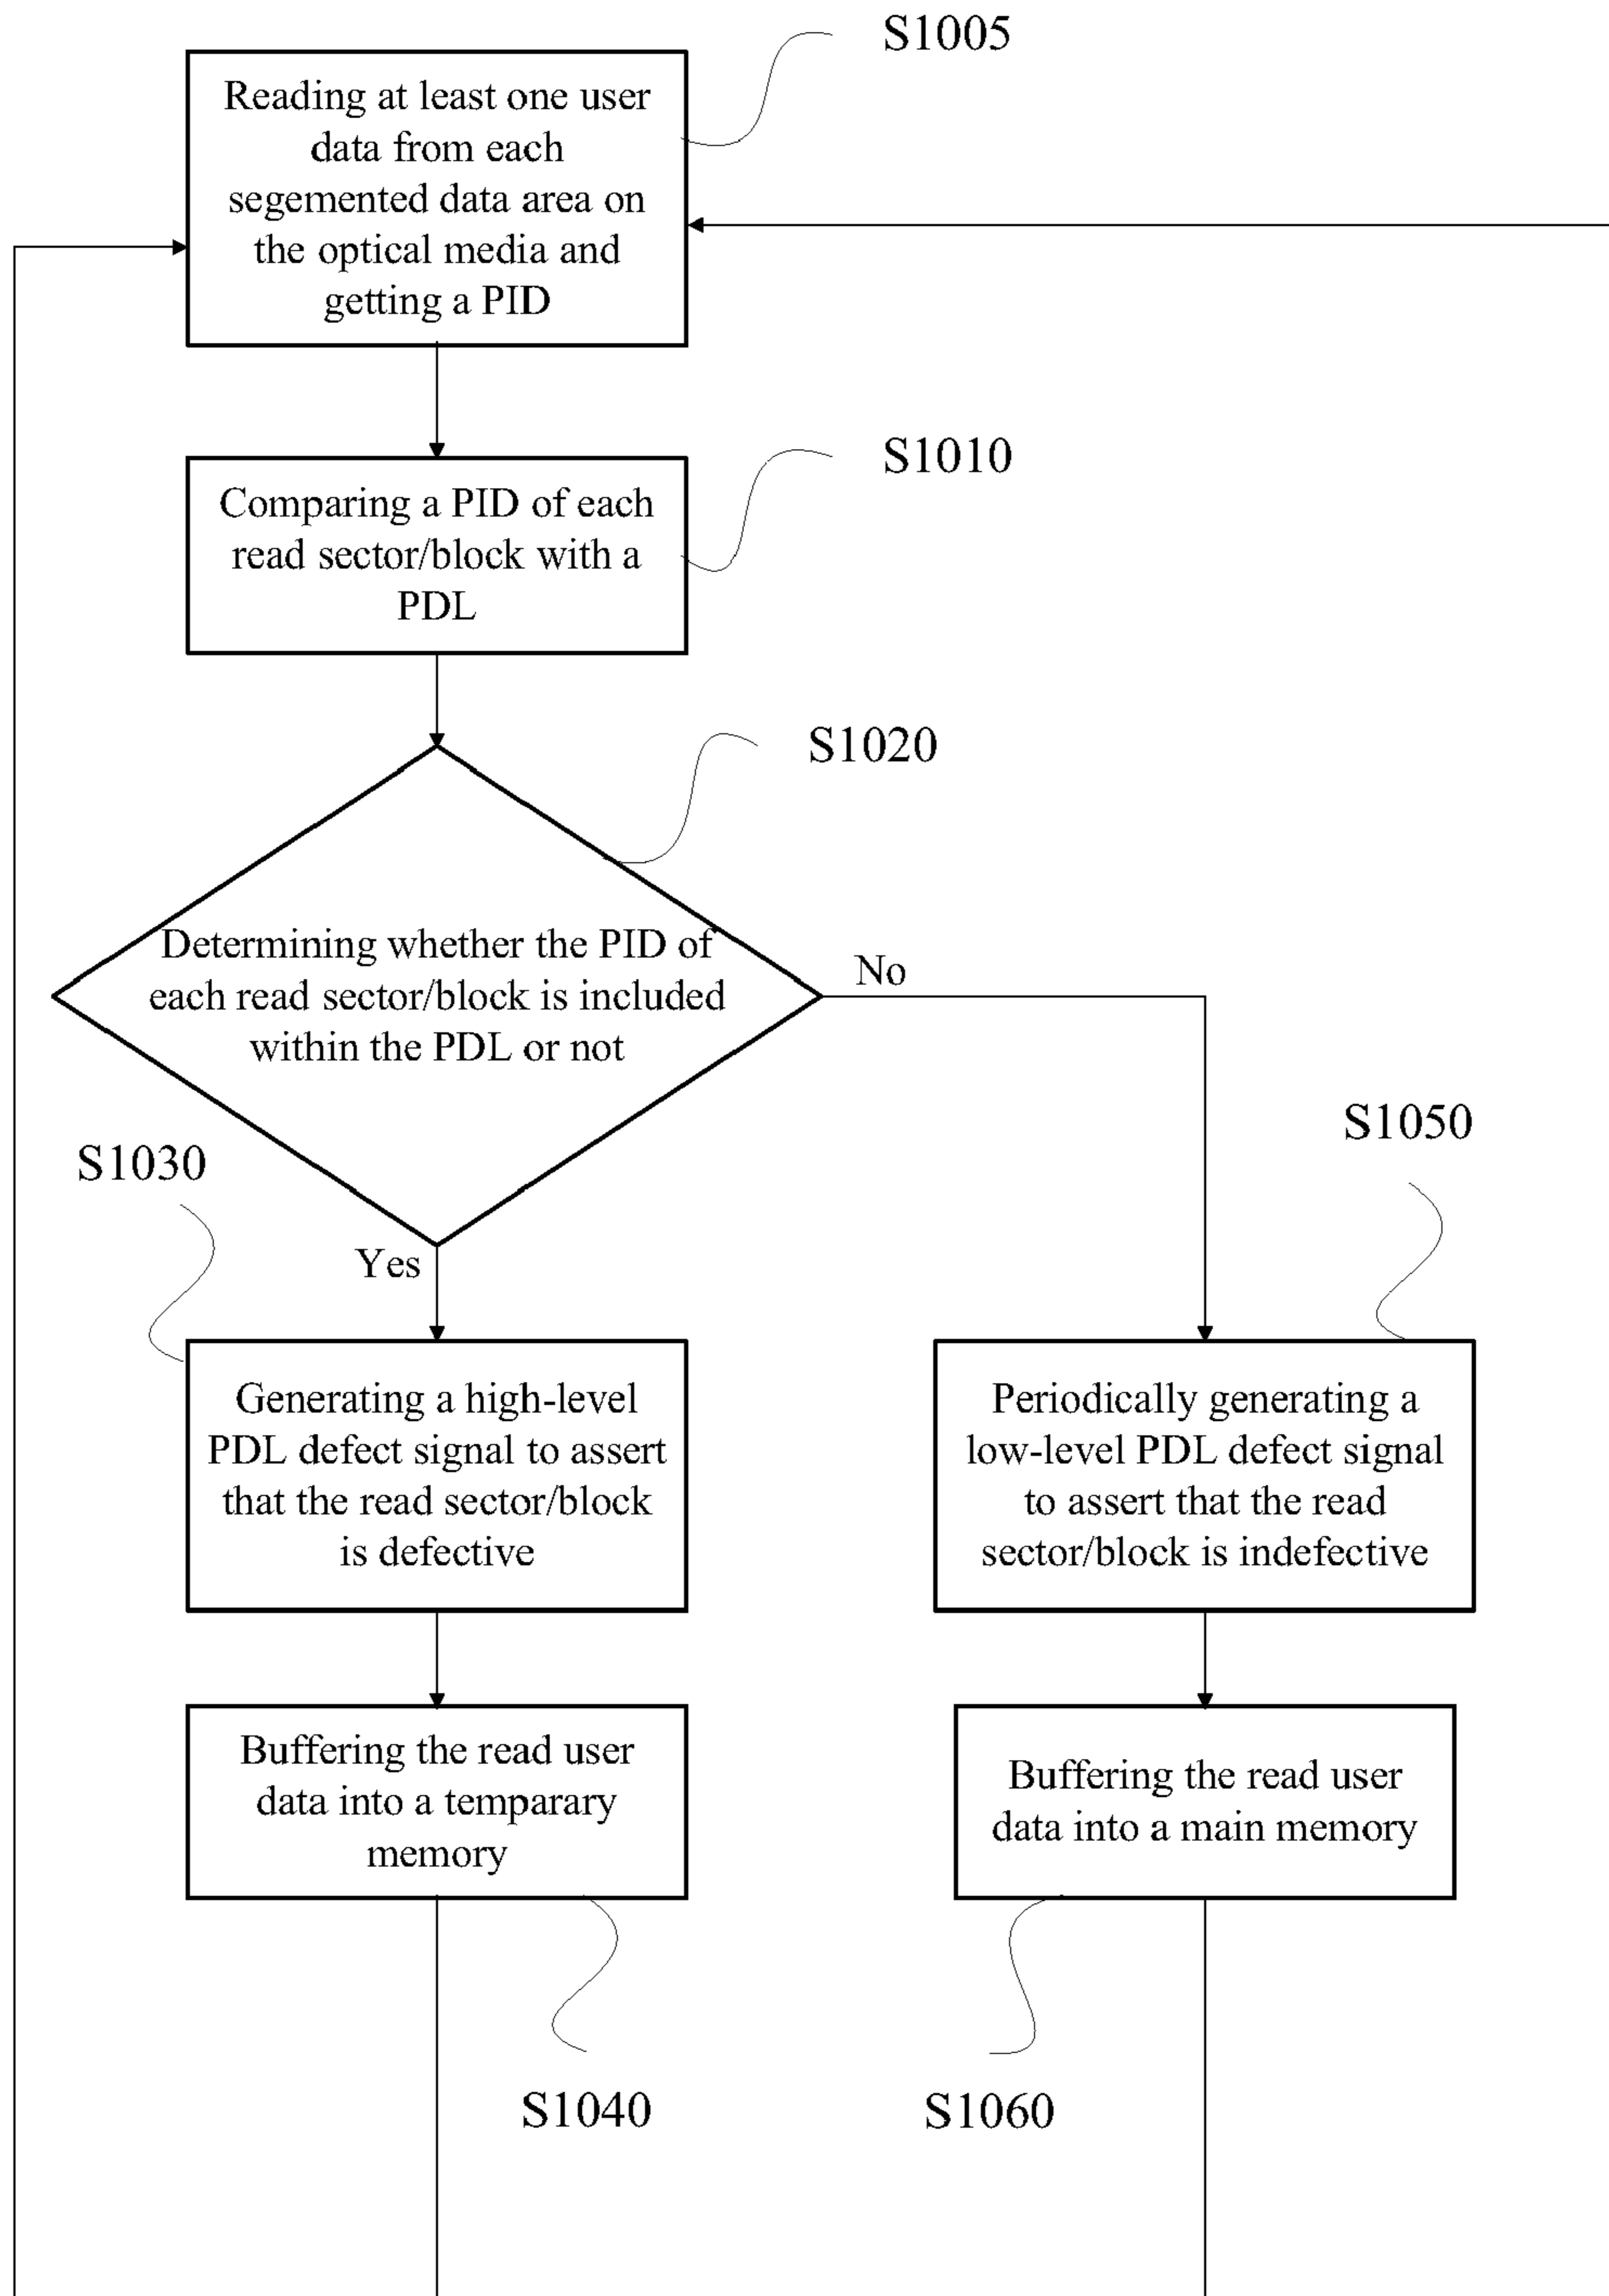 S1005
Reading at least one user
data from each
segemented data area on
the optical media and
getting a PID
S1010
Comparing a PID of each
read sector/block with a
PDL
S1020
Determining whether the PID of
each read sector/block is included
within the PDL or not
No
Yes
S1030
S1050
Generating a high-level
PDL defect signal to assert
that the read sector/block
is defective
Periodically generating a
low-level PDL defect signal
to assert that the read
sector/block is indefective
Buffering the read user
data into a temparary
memory
Buffering the read user
data into a main memory
S1040
S1060